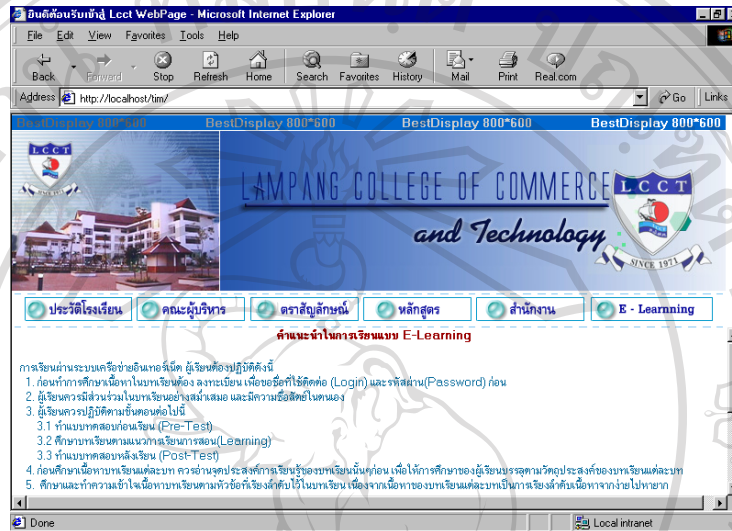 ยินดีต้อนรับเข้าสู่ Lcct WebPage - Microsoft Internet Explorer
File Edit View Favorites Tools Help
Back Forward Stop Refresh Home Search Favorites History Mail Print Real.com
Address http://localhost/tim/ Go Links
BestDisplay 800*600 BestDisplay 800*600 BestDisplay 800*600 BestDisplay 800*600
LCCT
LAMPANG COLLEGE OF COMMERCE
and Technology
LCCT
SINCE 1971
ประวัติโรงเรียน คณะผู้บริหาร ตราสัญลักษณ์ หลักสูตร สำนักงาน E - Learnning
คำแนะนำในการเรียนแบบ E-Learning
การเรียนผ่านระบบเครือข่ายอินเทอร์เน็ต ผู้เรียนต้องปฏิบัติดังนี้
1. ก่อนทำการศึกษาเนื้อหาในบทเรียนต้อง ลงทะเบียน เพื่อขอชื่อที่ใช้ติดต่อ (Login) และรหัสผ่าน(Password) ก่อน
2. ผู้เรียนควรมีส่วนร่วมในบทเรียนอย่างสม่ำเสมอ และมีความซื่อสัตย์ในตนเอง
3. ผู้เรียนควรปฏิบัติตามขั้นตอนต่อไปนี้
3.1 ทำแบบทดสอบก่อนเรียน (Pre-Test)
3.2 ศึกษาบทเรียนตามแนวการเรียนการสอน(Learning)
3.3 ทำแบบทดสอบหลังเรียน (Post-Test)
4. ก่อนศึกษาเนื้อหาบทเรียนแต่ละบท ควรอ่านจุดประสงค์การเรียนรู้ของบทเรียนนั้นๆก่อน เพื่อให้การศึกษาของผู้เรียนบรรลุตามวัตถุประสงค์ของบทเรียนแต่ละบท
5. ศึกษาและทำความเข้าใจเนื้อหาบทเรียนตามหัวข้อที่เรียงลำดับไว้ในบทเรียน เนื่องจากเนื้อหาของบทเรียนแต่ละบทเป็นการเรียงลำดับเนื้อหาจากง่ายไปหายาก
Done Local intranet